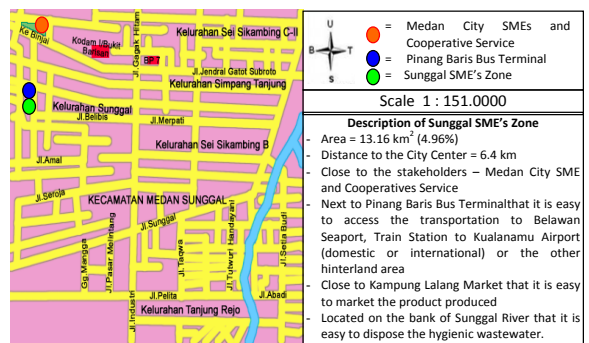 Ke Binjai
Kodam I/Bukit
Barisan
Jl.Gagak Hitam
BPT
Kelurahan Sei Sikambing C-II
Jl.Jendral Gatot Subroto
Kelurahan Simpang Tanjung
Kelurahan Sunggal
Jl.Belibis
Jl.Merpati
Kelurahan Sei Sikambing B
Jl.Amal
Jl.Seroja
KECAMATAN MEDAN SUNGGAL
Jl.Sunggal
Gg.Mangga
Jl.Pasar Melintang
Jl.Taqwa
Jl.Tutwuri Handayani
Jl.Setia Budi
Jl.Pelita
Jl.Abadi
Jl.Industri
Kelurahan Tanjung Rejo
U
B
T
S
= Medan City SMEs and
Cooperative Service
= Pinang Baris Bus Terminal
= Sunggal SME's Zone
Scale 1 : 151.0000
Description of Sunggal SME's Zone
- Area = 13.16 km² (4.96%)
- Distance to the City Center = 6.4 km
- Close to the stakeholders – Medan City SME
and Cooperatives Service
- Next to Pinang Baris Bus Terminalthat it is easy
to access the transportation to Belawan
Seaport, Train Station to Kualanamu Airport
(domestic or international) or the other
hinterland area
- Close to Kampung Lalang Market that it is easy
to market the product produced
- Located on the bank of Sunggal River that it is
easy to dispose the hygienic wastewater.